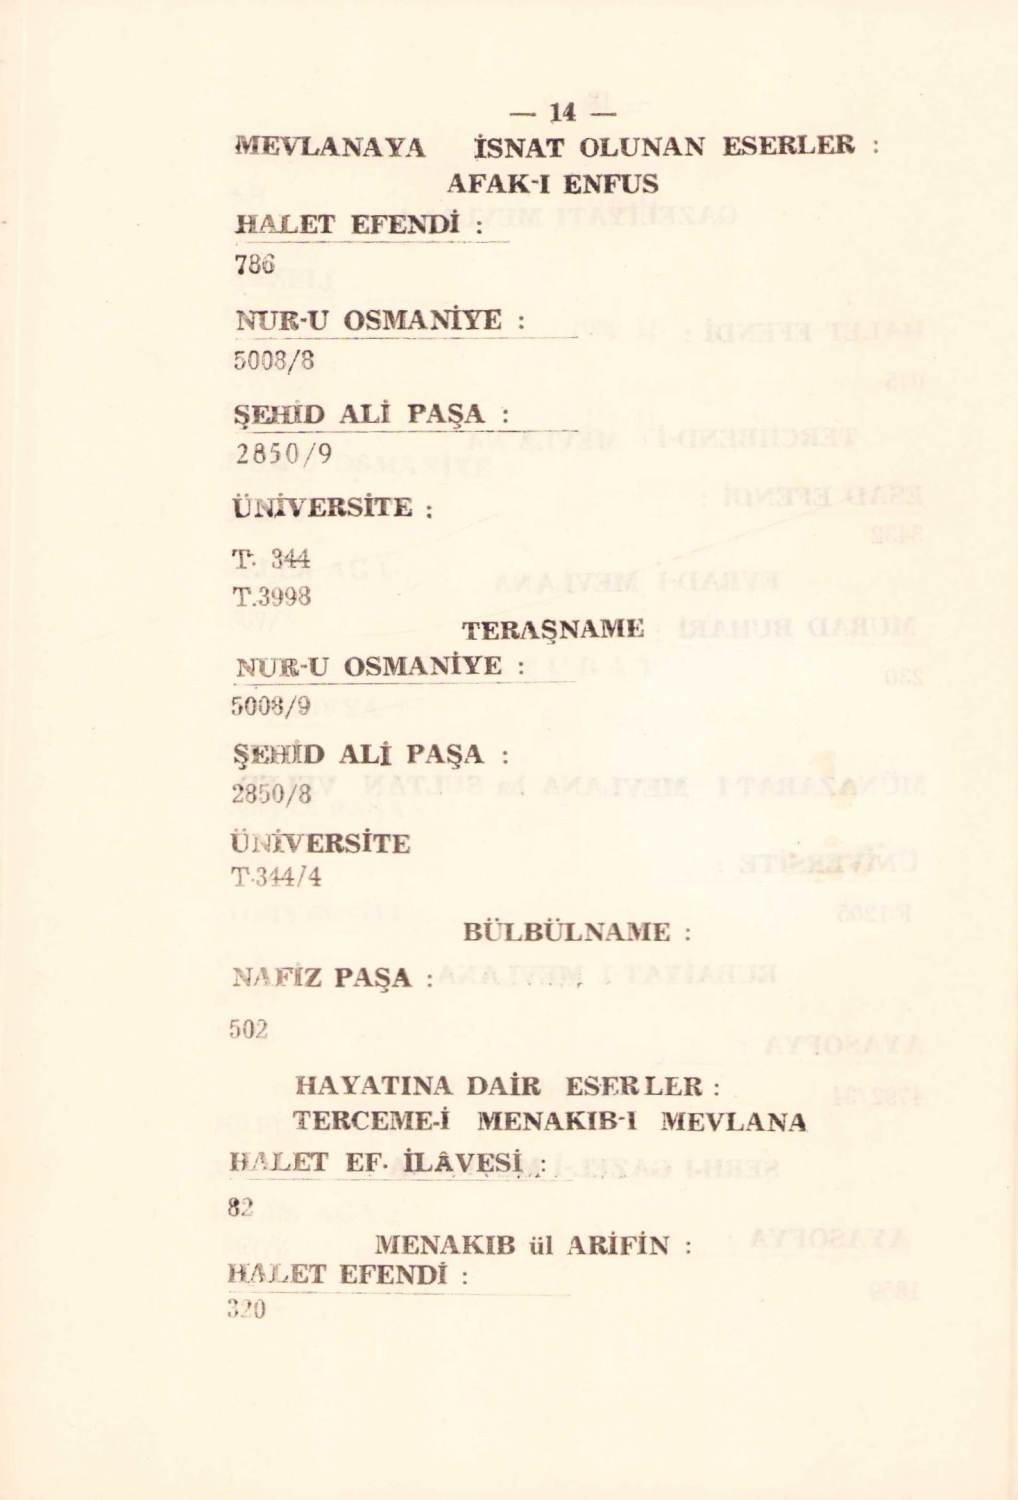 — 14 —
MEVLANAYA İSNAT OLUNAN ESERLER :
AFAK-I ENFUS
HALET EFENDİ :
786
NUR-U OSMANİYE :
5008/8
ŞEHİD ALİ PAŞA :
2850/9
ÜNİVERSİTE :
T. 344
T.3998
TERAŞNAME
NUR-U OSMANİYE :
5008/9
ŞEHİD ALİ PAŞA :
2850/8
ÜNİVERSİTE
T.344/4
BÜLBÜLNAME :
NAFİZ PAŞA :
502
HAYATINA DAİR ESERLER :
TERCEME-İ MENAKIB-I MEVLANA
HALET EF. İLÂVESİ :
82
MENAKIB ül ARİFİN :
HALET EFENDİ :
320